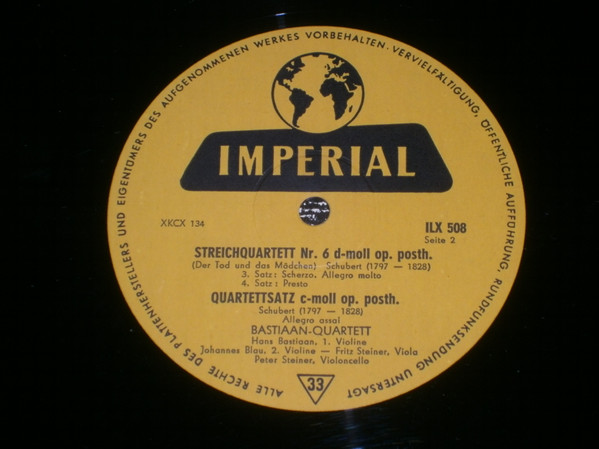 ALLE RECHTE DES PLATTENHERSTELLERS UND EIGENTÜMERS DES AUFGENOMMENEN WERKES VORBEHALTEN · VERVIELFÄLTIGUNG, ÖFFENTLICHE AUFFÜHRUNG, RUNDFUNKSENDUNG UNTERSAGT
IMPERIAL
XKCX 134
ILX 508
Seite 2
STREICHQUARTETT Nr. 6 d-moll op. posth.
(Der Tod und das Mädchen) Schubert (1797 — 1828)
3. Satz: Scherzo. Allegro molto
4. Satz: Presto
QUARTETTSATZ c-moll op. posth.
Schubert (1797 — 1828)
Allegro assai
BASTIAAN-QUARTETT
Hans Bastiaan, 1. Violine
Johannes Blau, 2. Violine — Fritz Steiner, Viola
Peter Steiner, Violoncello
33